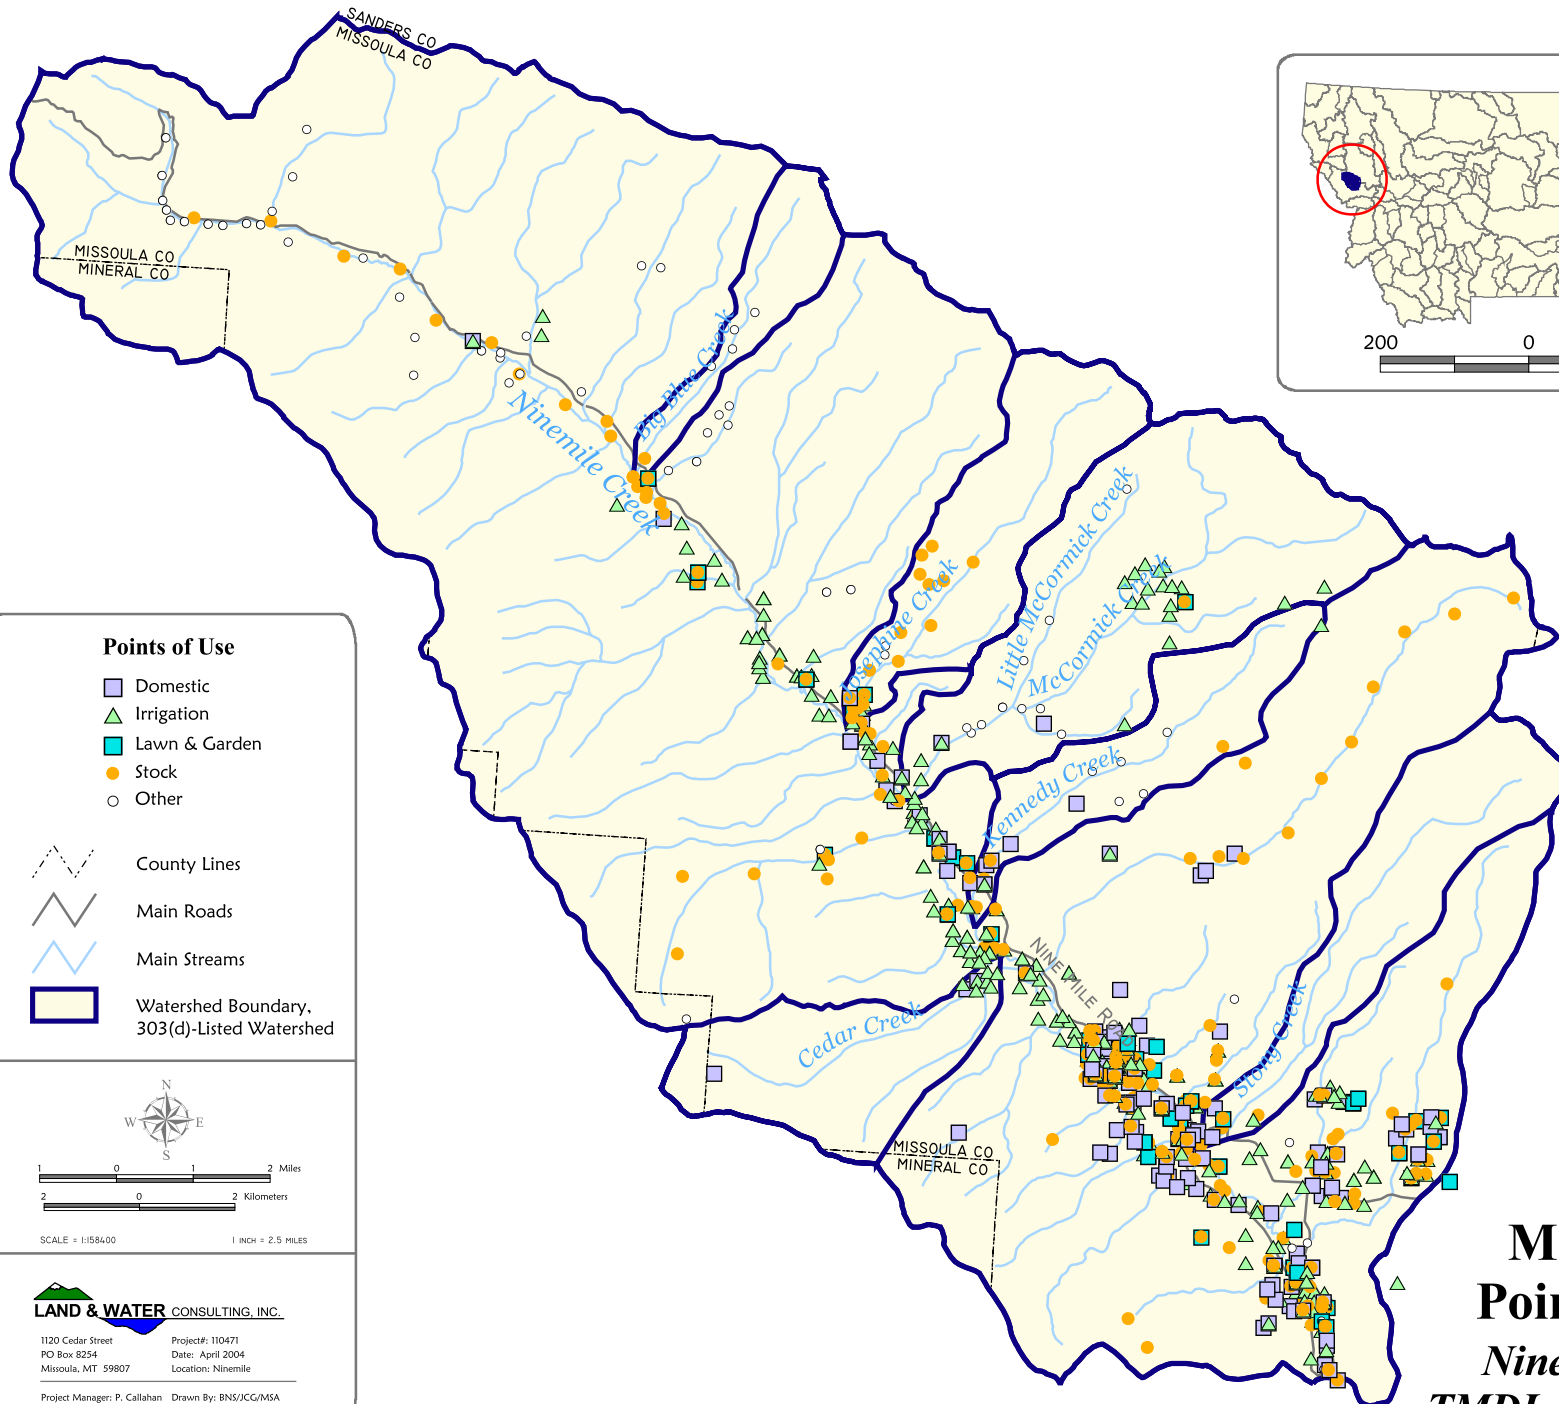 SANDERS CO
MISSOULA CO
MISSOULA CO
MINERAL CO
Big Blue Creek
Ninemile Creek
200
0
Little McCormick Creek
McCormick Creek
Josephine Creek
Kennedy Creek
NINE MILE ROAD
Cedar Creek
Stony Creek
MISSOULA CO
MINERAL CO
Points of Use
Domestic
Irrigation
Lawn & Garden
Stock
Other
County Lines
Main Roads
Main Streams
Watershed Boundary,
303(d)-Listed Watershed
N
W E
S
1 0 1 2 Miles
2 0 2 Kilometers
SCALE = 1:158400 1 INCH = 2.5 MILES
LAND & WATER CONSULTING, INC.
1120 Cedar Street Project#: 110471
PO Box 8254 Date: April 2004
Missoula, MT 59807 Location: Ninemile
Project Manager: P. Callahan Drawn By: BNS/JCG/MSA
M
Poin
Nine
TMDL